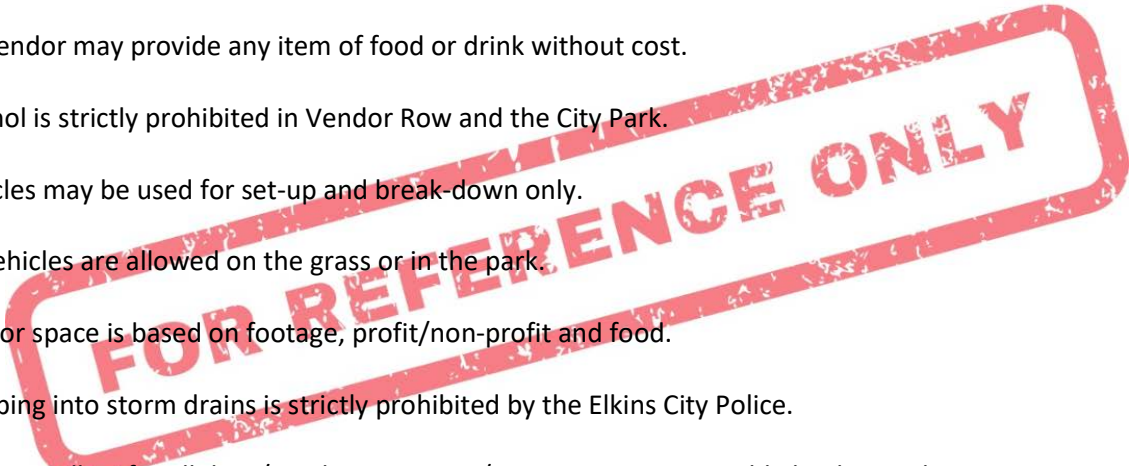 endor may provide any item of food or drink without cost.
nol is strictly prohibited in Vendor Row and the City Park.
cles may be used for set-up and break-down only.
ehicles are allowed on the grass or in the park.
or space is based on footage, profit/non-profit and food.
ping into storm drains is strictly prohibited by the Elkins City Police.
FOR REFERENCE ONLY